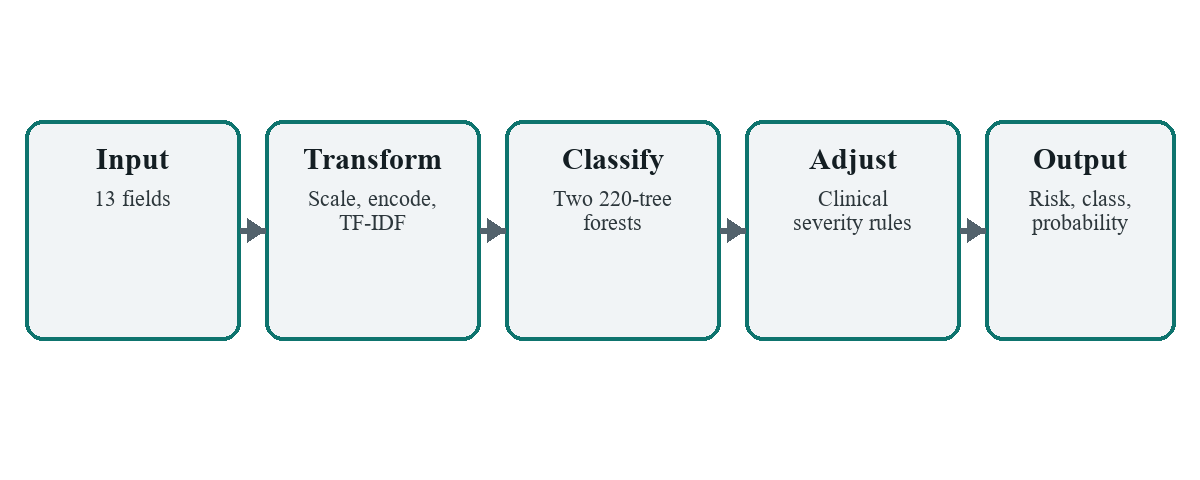 Input
13 fields
Transform
Scale, encode,
TF-IDF
Classify
Two 220-tree
forests
Adjust
Clinical
severity rules
Output
Risk, class,
probability